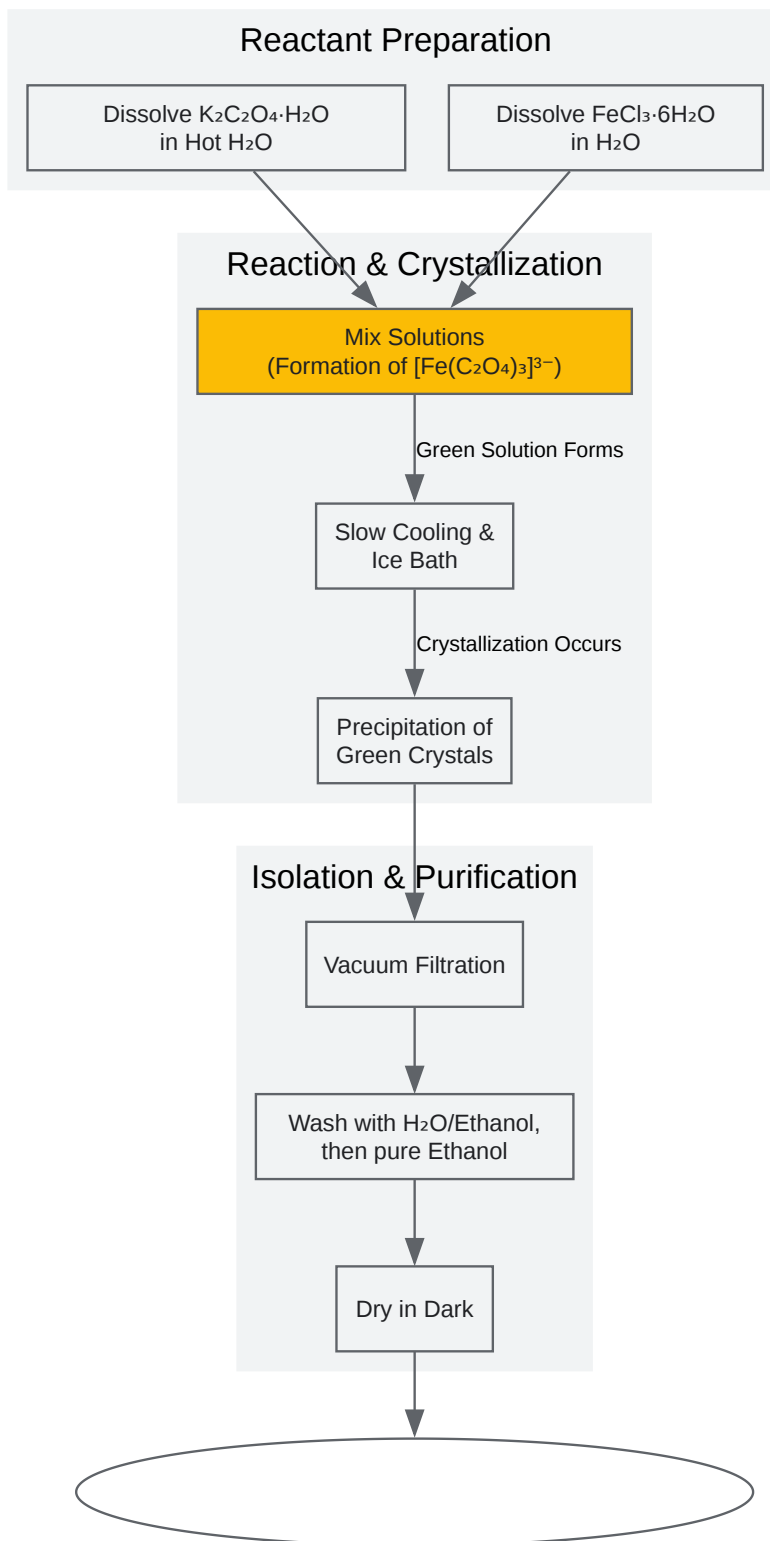 Reactant Preparation
Dissolve K₂C₂O₄·H₂O
in Hot H₂O
Dissolve FeCl₃·6H₂O
in H₂O
Reaction & Crystallization
Mix Solutions
(Formation of [Fe(C₂O₄)₃]³⁻)
Green Solution Forms
Slow Cooling &
Ice Bath
Crystallization Occurs
Precipitation of
Green Crystals
Isolation & Purification
Vacuum Filtration
Wash with H₂O/Ethanol,
then pure Ethanol
Dry in Dark